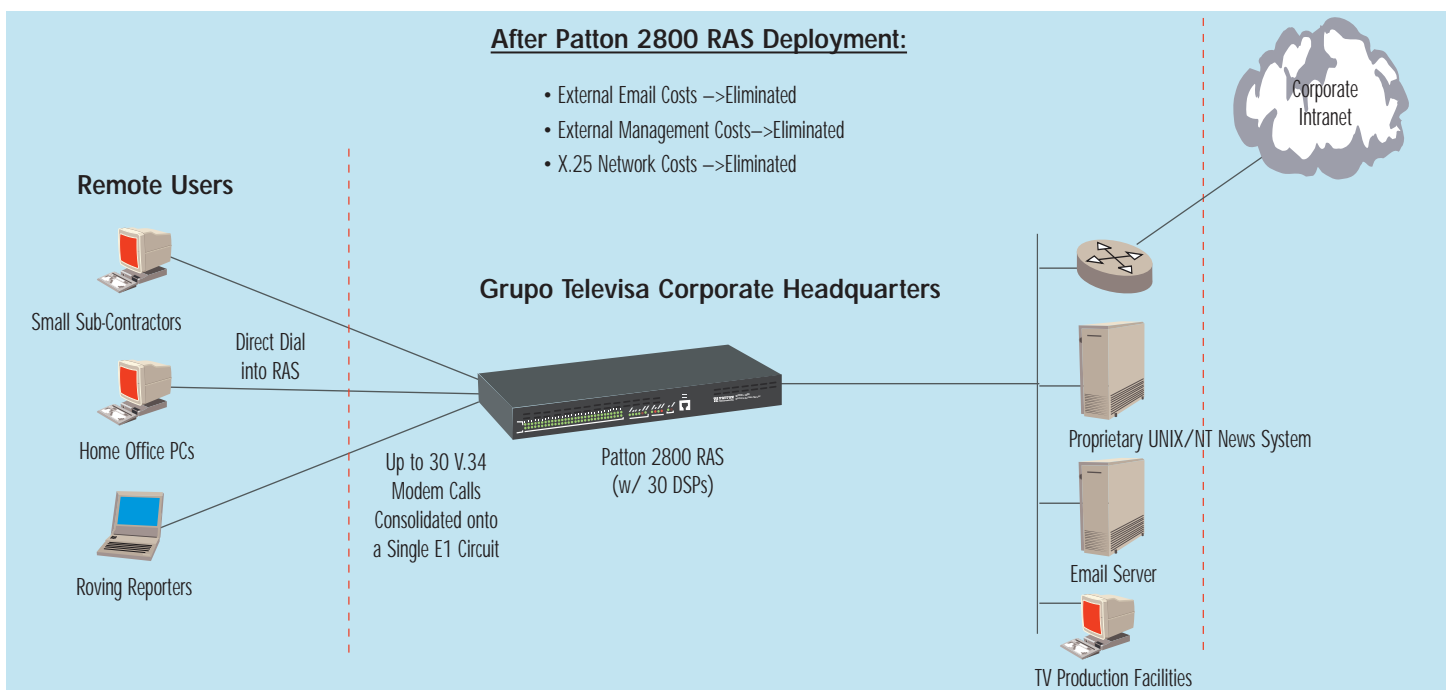 After Patton 2800 RAS Deployment:
• External Email Costs –>Eliminated
• External Management Costs–>Eliminated
• X.25 Network Costs –>Eliminated
Corporate
Intranet
Remote Users
Small Sub-Contractors
Direct Dial
into RAS
Home Office PCs
Roving Reporters
Up to 30 V.34
Modem Calls
Consolidated onto
a Single E1 Circuit
Grupo Televisa Corporate Headquarters
Patton 2800 RAS
(w/ 30 DSPs)
Proprietary UNIX/NT News System
Email Server
TV Production Facilities